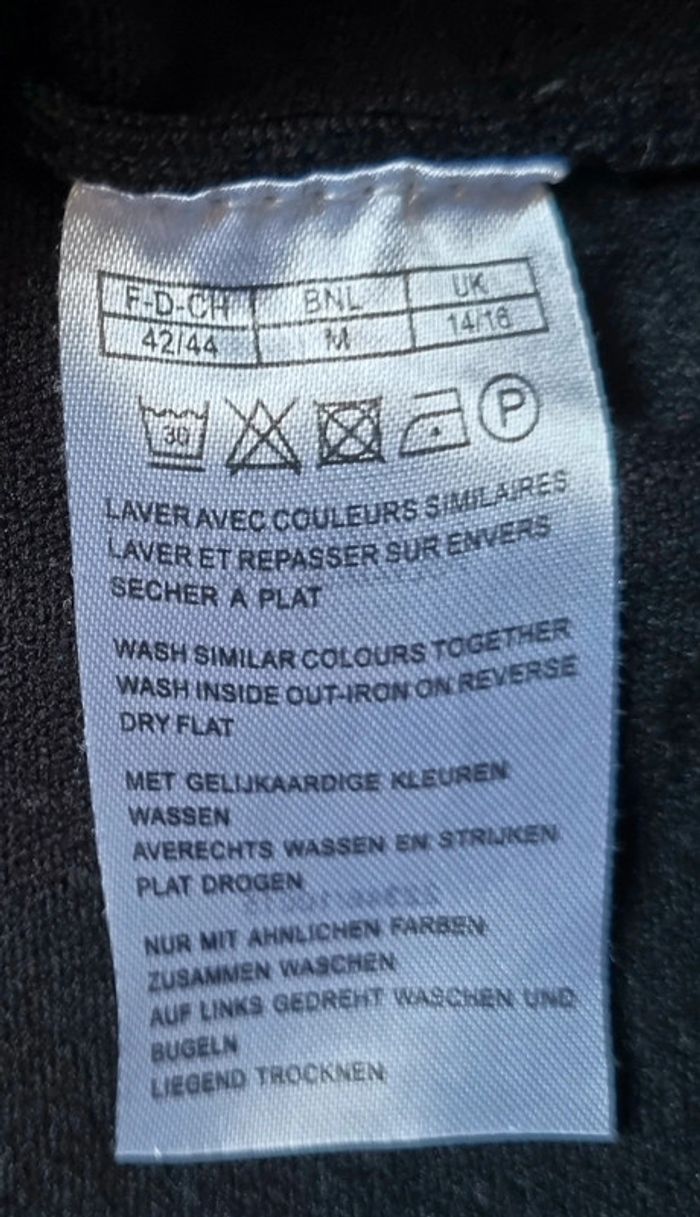 F-D-CH BNL UK
42/44 M 14/16
30 P
LAVER AVEC COULEURS SIMILAIRES
LAVER ET REPASSER SUR ENVERS
SECHER A PLAT
WASH SIMILAR COLOURS TOGETHER
WASH INSIDE OUT-IRON ON REVERSE
DRY FLAT
MET GELIJKAARDIGE KLEUREN
WASSEN
AVERECHTS WASSEN EN STRIJKEN
PLAT DROGEN
NUR MIT AHNLICHEN FARBEN
ZUSAMMEN WASCHEN
AUF LINKS GEDREHT WASCHEN UND
BUGELN
LIEGEND TROCKNEN